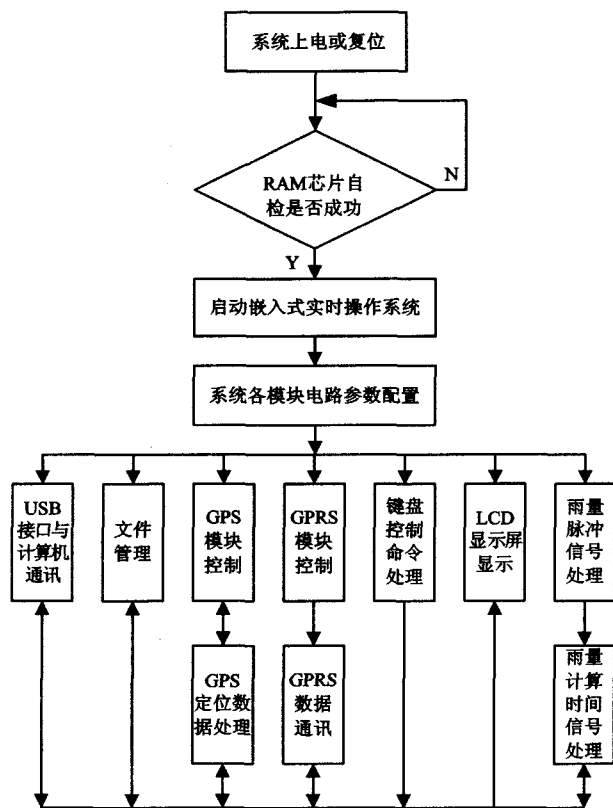 系统上电或复位
RAM芯片自
检是否成功
N
Y
启动嵌入式实时操作系统
系统各模块电路参数配置
USB
接口与
计算机
通讯
文件
管理
GPS
模块
控制
GPRS
模块
控制
键盘
控制
命令
处理
LCD
显示屏
显示
雨量
脉冲
信号
处理
GPS
定位数
据处理
GPRS
数据
通讯
雨量
计算
时间
信号
处理